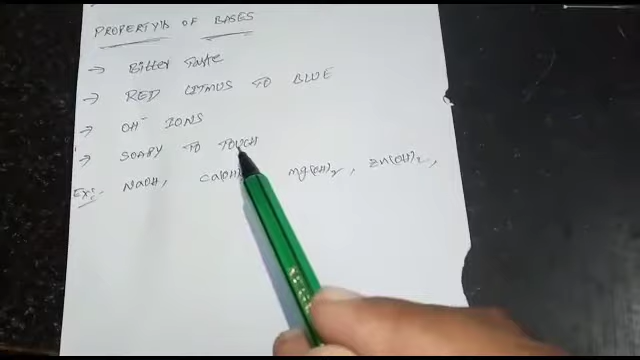 PROPERTY'S OF BASES
→ Bitter Taste
→ RED LITMUS TO BLUE
→ OH⁻ IONS
→ SOAPY TO TOUCH
Ex:- NaOH, Ca(OH)₂ mg(OH)₂, Zn(OH)₂,